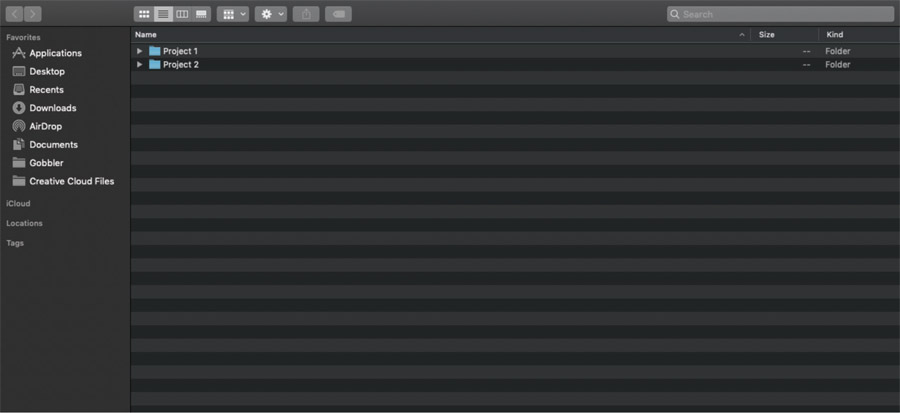 Search
Favorites
Applications
Desktop
Recents
Downloads
AirDrop
Documents
Gobbler
Creative Cloud Files
iCloud
Locations
Tags
Name Size Kind
Project 1 -- Folder
Project 2 -- Folder